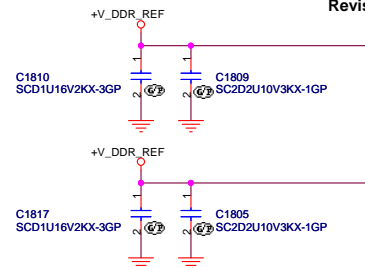 Revis
+V_DDR_REF
1
1
C1810
SCD1U16V2KX-3GP
C1809
SC2D2U10V3KX-1GP
2
G/P
2
G/P
+V_DDR_REF
1
1
C1817
SCD1U16V2KX-3GP
C1805
SC2D2U10V3KX-1GP
2
G/P
2
G/P